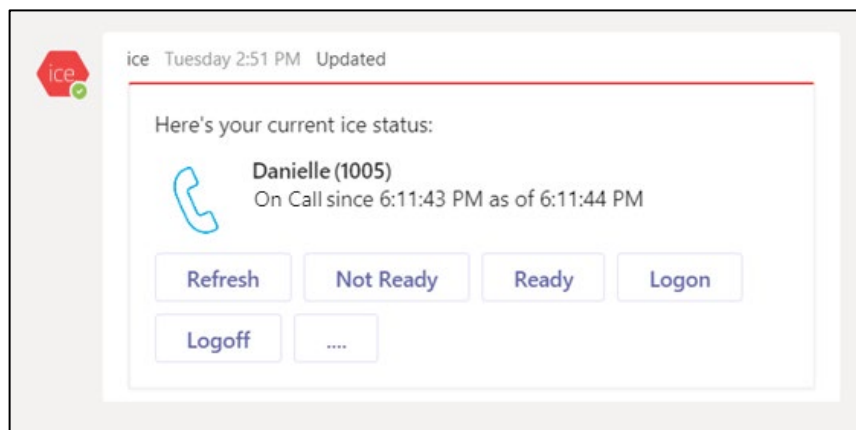 ice
ice Tuesday 2:51 PM Updated
Here's your current ice status:
Danielle (1005)
On Call since 6:11:43 PM as of 6:11:44 PM
Refresh Not Ready Ready Logon
Logoff ....